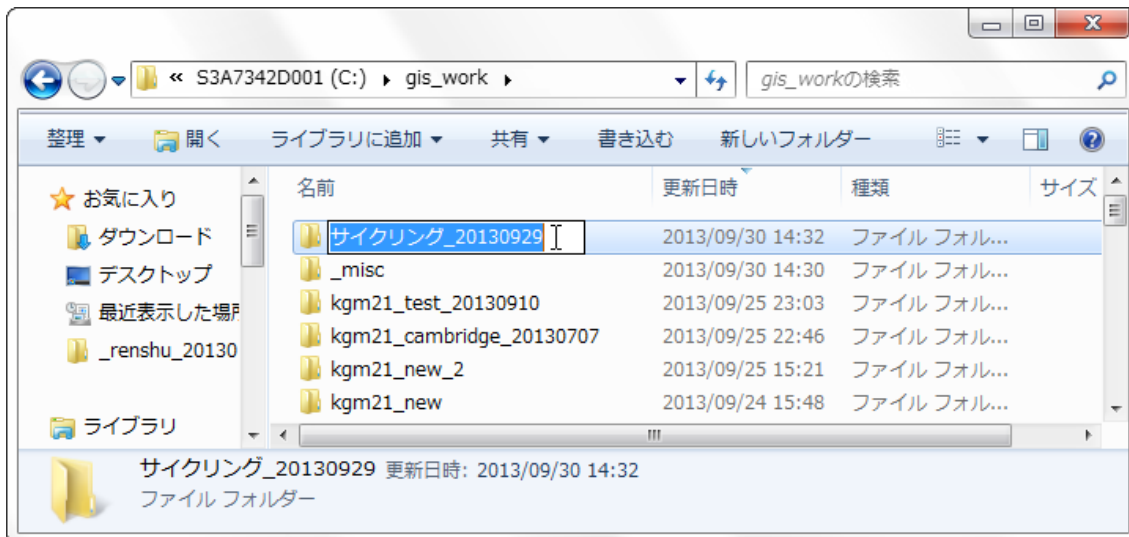 « S3A7342D001 (C:) ▸ gis_work ▸ gis_workの検索
整理 ▼ 開く ライブラリに追加 ▼ 共有 ▼ 書き込む 新しいフォルダー
お気に入り
ダウンロード
デスクトップ
最近表示した場所
_renshu_20130
ライブラリ
名前 更新日時 種類 サイズ
サイクリング_20130929 2013/09/30 14:32 ファイル フォル...
_misc 2013/09/30 14:30 ファイル フォル...
kgm21_test_20130910 2013/09/25 23:03 ファイル フォル...
kgm21_cambridge_20130707 2013/09/25 22:46 ファイル フォル...
kgm21_new_2 2013/09/25 15:21 ファイル フォル...
kgm21_new 2013/09/24 15:48 ファイル フォル...
サイクリング_20130929 更新日時: 2013/09/30 14:32
ファイル フォルダー